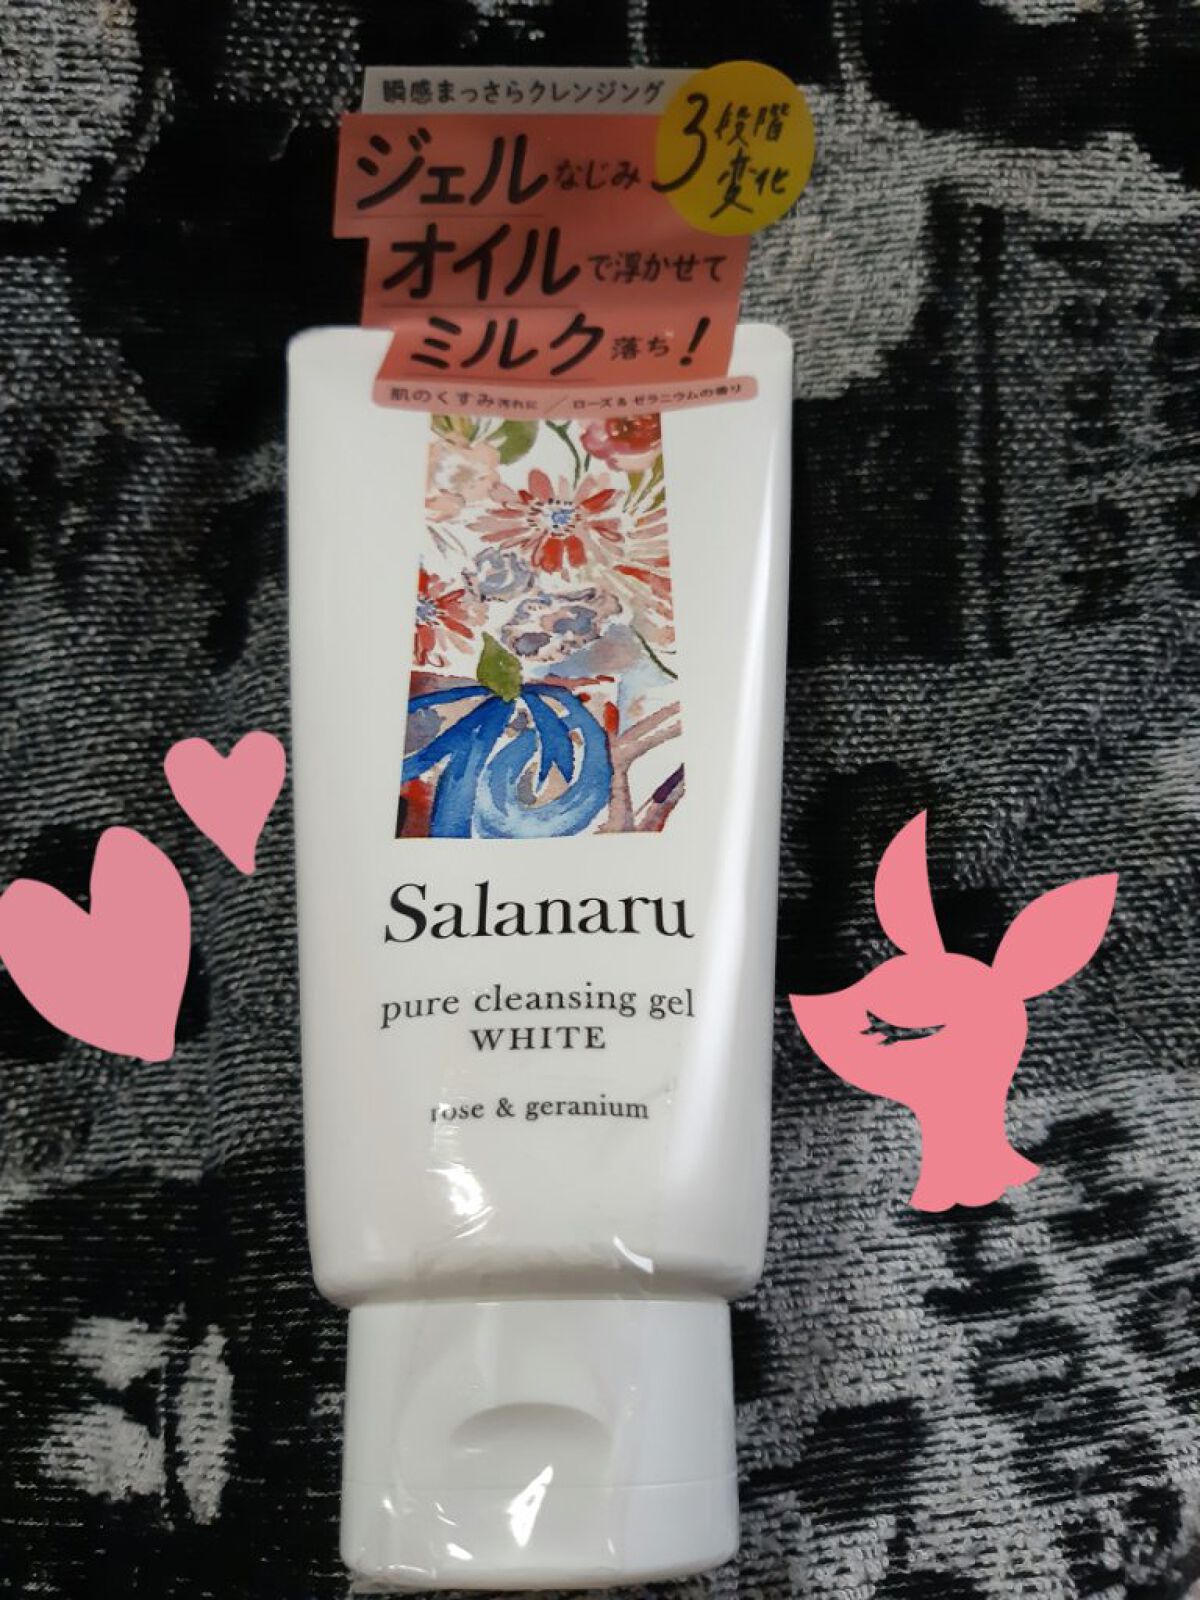 瞬感まっさらクレンジング
3段階
変化
ジェルなじみ
オイルで浮かせて
ミルク落ち!
肌のくすみ汚れに／ローズ&ゼラニウムの香り
Salanaru
pure cleansing gel
WHITE
rose & geranium